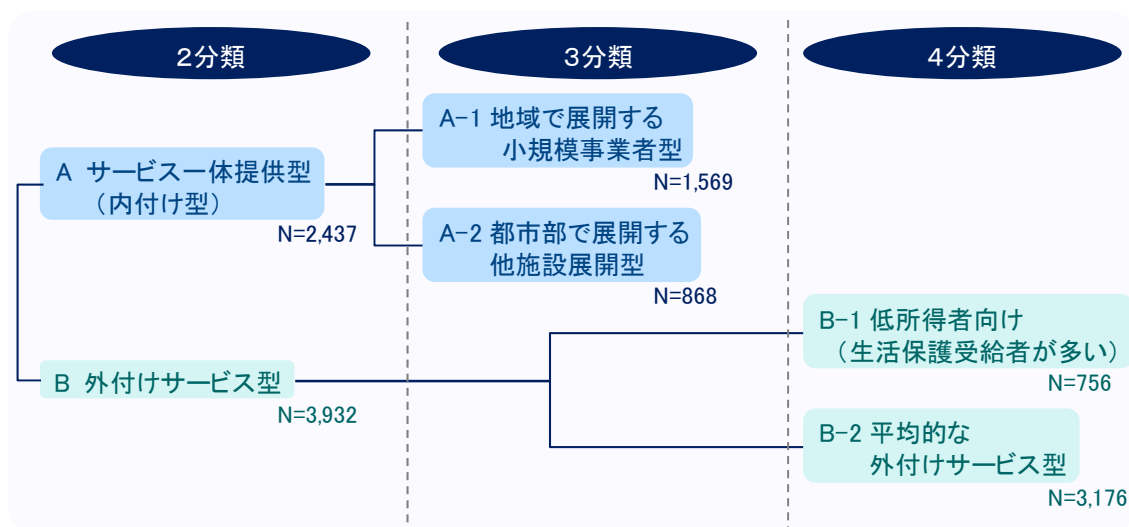 2分類
3分類
4分類
A サービス一体提供型
（内付け型）
N=2,437
A-1 地域で展開する
小規模事業者型
N=1,569
A-2 都市部で展開する
他施設展開型
N=868
B 外付けサービス型
N=3,932
B-1 低所得者向け
（生活保護受給者が多い）
N=756
B-2 平均的な
外付けサービス型
N=3,176